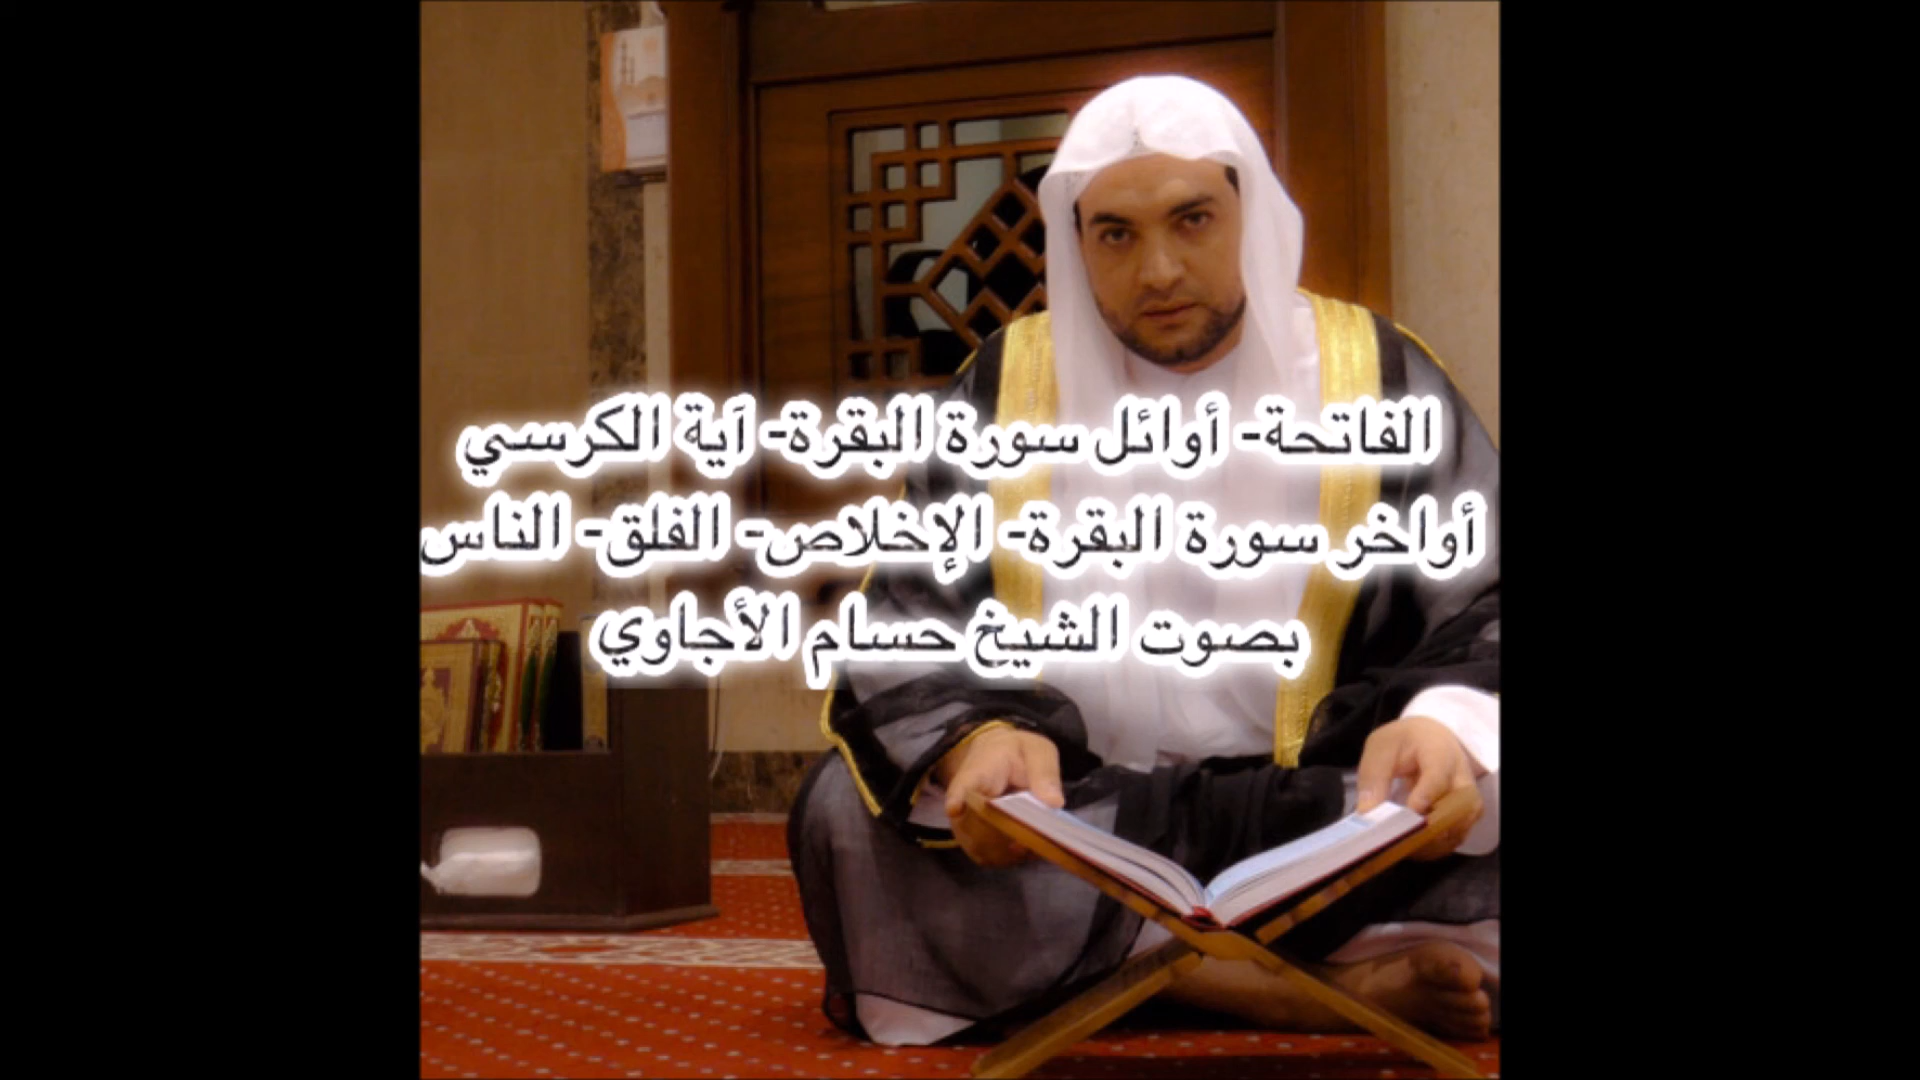 الفاتحة- أوائل سورة البقرة- آية الكرسي
أواخر سورة البقرة- الإخلاص- الفلق- الناس
بصوت الشيخ حسام الأجاوي